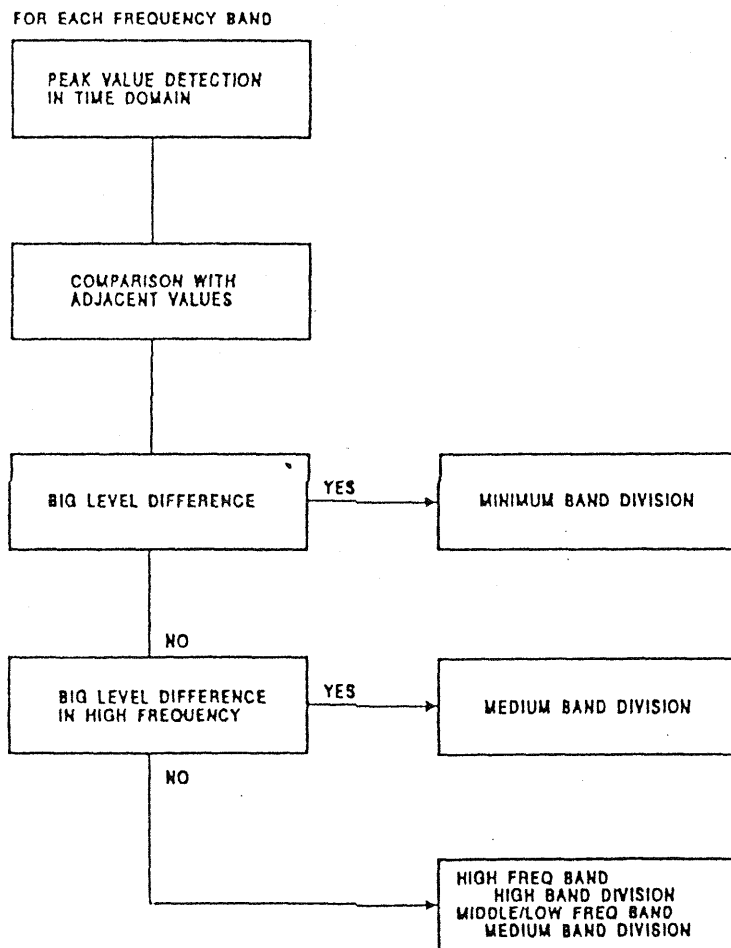 FOR EACH FREQUENCY BAND
PEAK VALUE DETECTION
IN TIME DOMAIN
COMPARISON WITH
ADJACENT VALUES
BIG LEVEL DIFFERENCE
YES
MINIMUM BAND DIVISION
NO
BIG LEVEL DIFFERENCE
IN HIGH FREQUENCY
YES
MEDIUM BAND DIVISION
NO
HIGH FREQ BAND
HIGH BAND DIVISION
MIDDLE/LOW FREQ BAND
MEDIUM BAND DIVISION